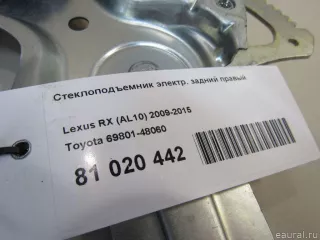 Стеклоподъемник электр. задний правый
Lexus RX (AL10) 2009-2015
Toyota 69801-48060
81 020 442
eaural.ru